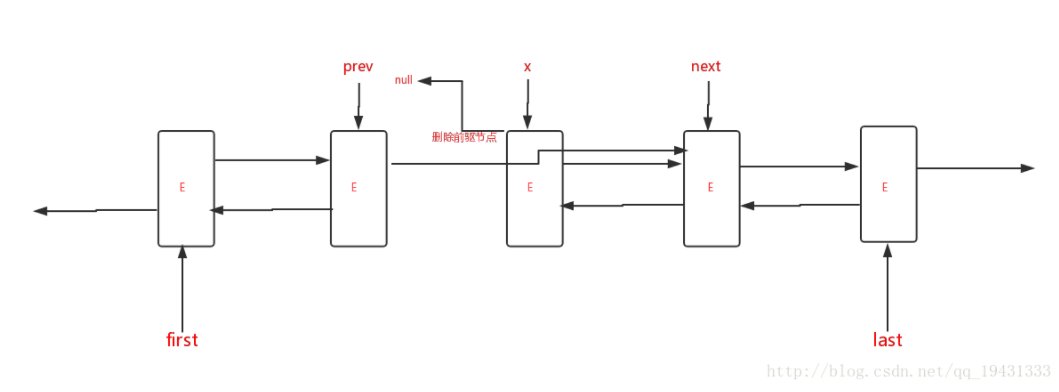 prev
x
next
null
删除前驱节点
E
E
E
E
E
first
last
http://blog.csdn.net/qq_19431333